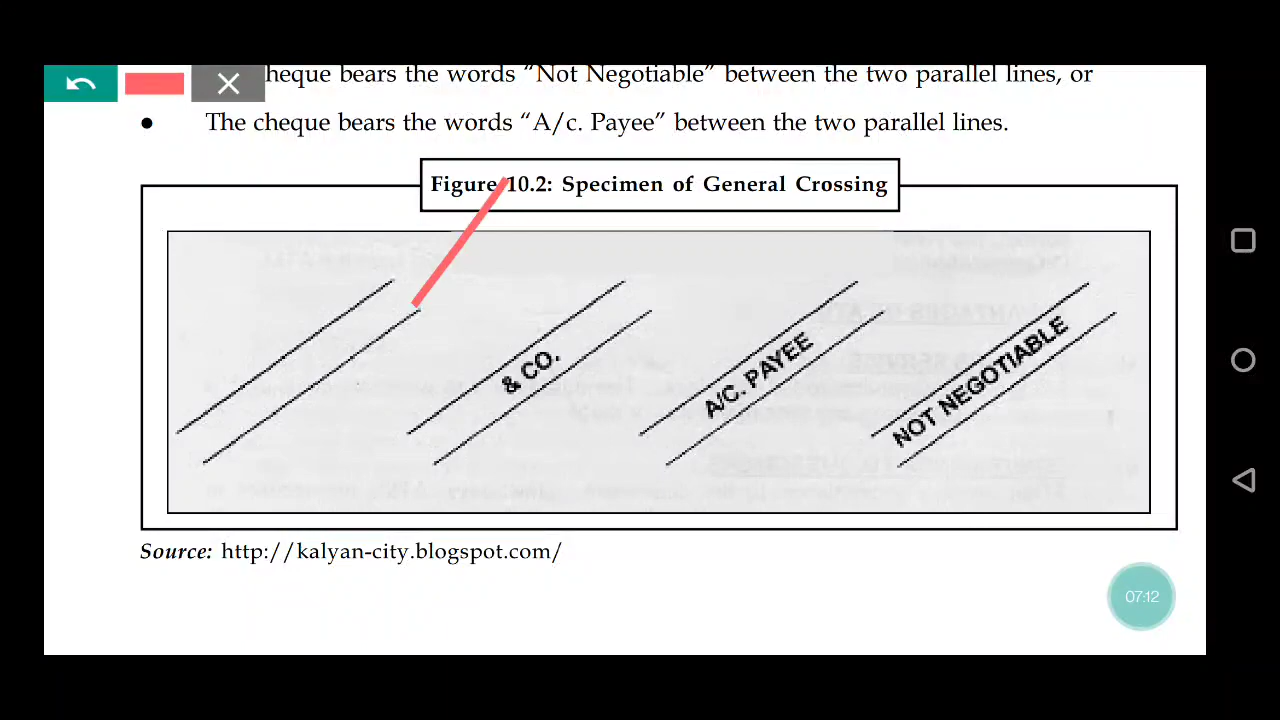 heque bears the words “Not Negotiable” between the two parallel lines, or
● The cheque bears the words “A/c. Payee” between the two parallel lines.
Figure 10.2: Specimen of General Crossing
& CO.
A/C. PAYEE
NOT NEGOTIABLE
Source: http://kalyan-city.blogspot.com/
07:12